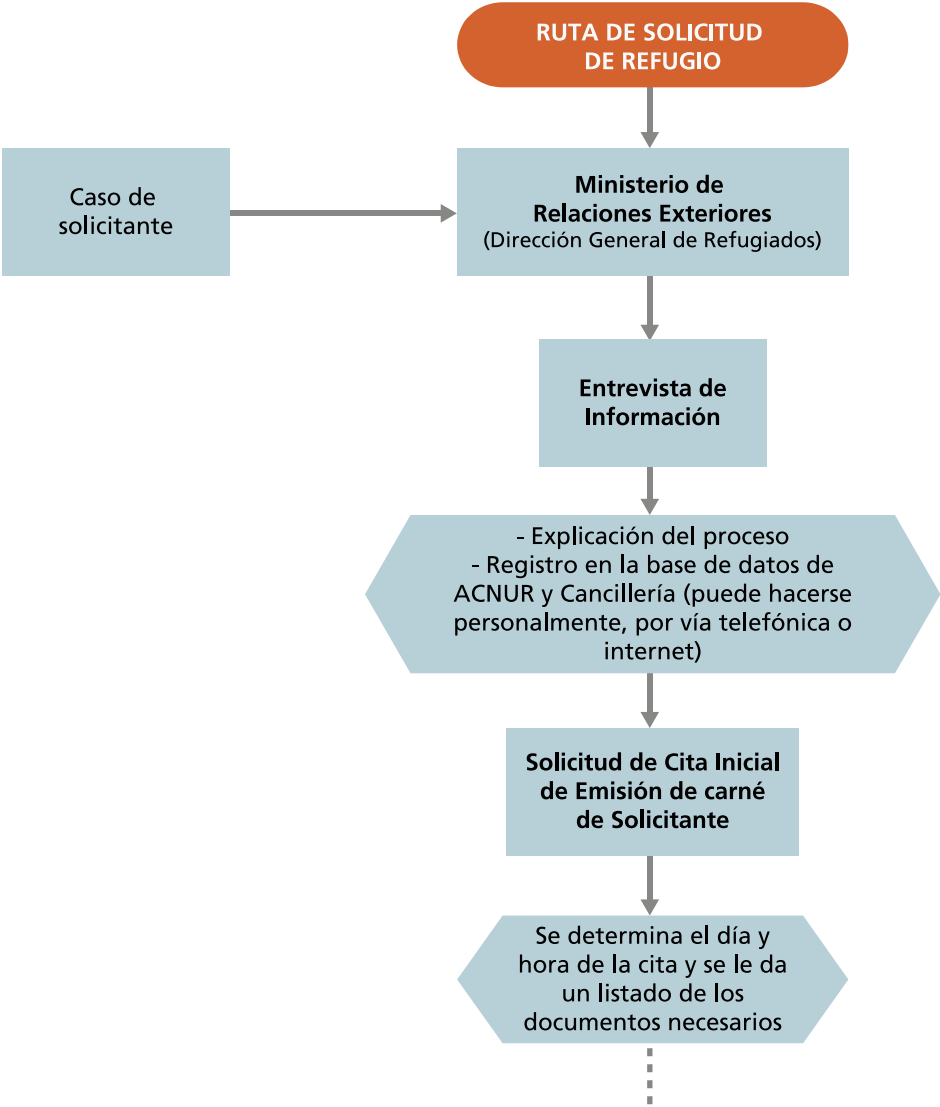 RUTA DE SOLICITUD
DE REFUGIO
Caso de
solicitante
Ministerio de
Relaciones Exteriores
(Dirección General de Refugiados)
Entrevista de
Información
- Explicación del proceso
- Registro en la base de datos de
ACNUR y Cancillería (puede hacerse
personalmente, por vía telefónica o
internet)
Solicitud de Cita Inicial
de Emisión de carné
de Solicitante
Se determina el día y
hora de la cita y se le da
un listado de los
documentos necesarios